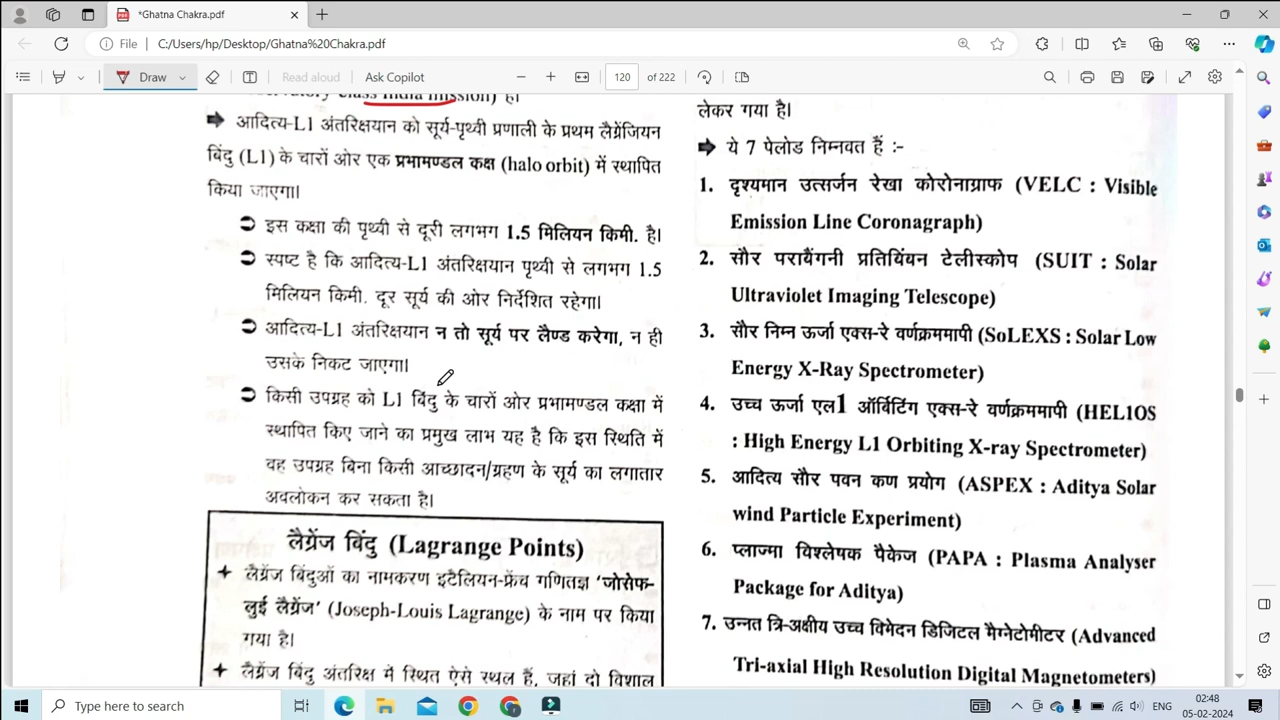 *Ghatna Chakra.pdf
File
C:/Users/hp/Desktop/Ghatna%20Chakra.pdf
Draw
Read aloud
Ask Copilot
120
of 222
class India mission) है।
➡ आदित्य-L1 अंतरिक्षयान को सूर्य-पृथ्वी प्रणाली के प्रथम लैग्रेंजियन
बिंदु (L1) के चारों ओर एक प्रभामण्डल कक्ष (halo orbit) में स्थापित
किया जाएगा।
➲ इस कक्षा की पृथ्वी से दूरी लगभग 1.5 मिलियन किमी. है।
➲ स्पष्ट है कि आदित्य-L1 अंतरिक्षयान पृथ्वी से लगभग 1.5
मिलियन किमी. दूर सूर्य की ओर निर्देशित रहेगा।
➲ आदित्य-L1 अंतरिक्षयान न तो सूर्य पर लैण्ड करेगा, न ही
उसके निकट जाएगा।
➲ किसी उपग्रह को L1 बिंदु के चारों ओर प्रभामण्डल कक्षा में
स्थापित किए जाने का प्रमुख लाभ यह है कि इस स्थिति में
वह उपग्रह बिना किसी आच्छादन/ग्रहण के सूर्य का लगातार
अवलोकन कर सकता है।
लैग्रेंज बिंदु (Lagrange Points)
✦ लैग्रेंज बिंदुओं का नामकरण इटैलियन-फ्रेंच गणितज्ञ 'जोसेफ-
लुई लैग्रेंज' (Joseph-Louis Lagrange) के नाम पर किया
गया है।
✦ लैग्रेंज बिंदु अंतरिक्ष में स्थित ऐसे स्थल हैं, जहां दो विशाल
लेकर गया है।
➡ ये 7 पेलोड निम्नवत हैं :-
1. दृश्यमान उत्सर्जन रेखा कोरोनाग्राफ (VELC : Visible
Emission Line Coronagraph)
2. सौर पराबैंगनी प्रतिबिंबन टेलीस्कोप (SUIT : Solar
Ultraviolet Imaging Telescope)
3. सौर निम्न ऊर्जा एक्स-रे वर्णक्रममापी (SoLEXS : Solar Low
Energy X-Ray Spectrometer)
4. उच्च ऊर्जा एल1 ऑर्बिटिंग एक्स-रे वर्णक्रममापी (HEL1OS
: High Energy L1 Orbiting X-ray Spectrometer)
5. आदित्य सौर पवन कण प्रयोग (ASPEX : Aditya Solar
wind Particle Experiment)
6. प्लाज्मा विश्लेषक पैकेज (PAPA : Plasma Analyser
Package for Aditya)
7. उन्नत त्रि-अक्षीय उच्च विभेदन डिजिटल मैग्नेटोमीटर (Advanced
Tri-axial High Resolution Digital Magnetometers)
Type here to search
ENG
02:48
05-02-2024